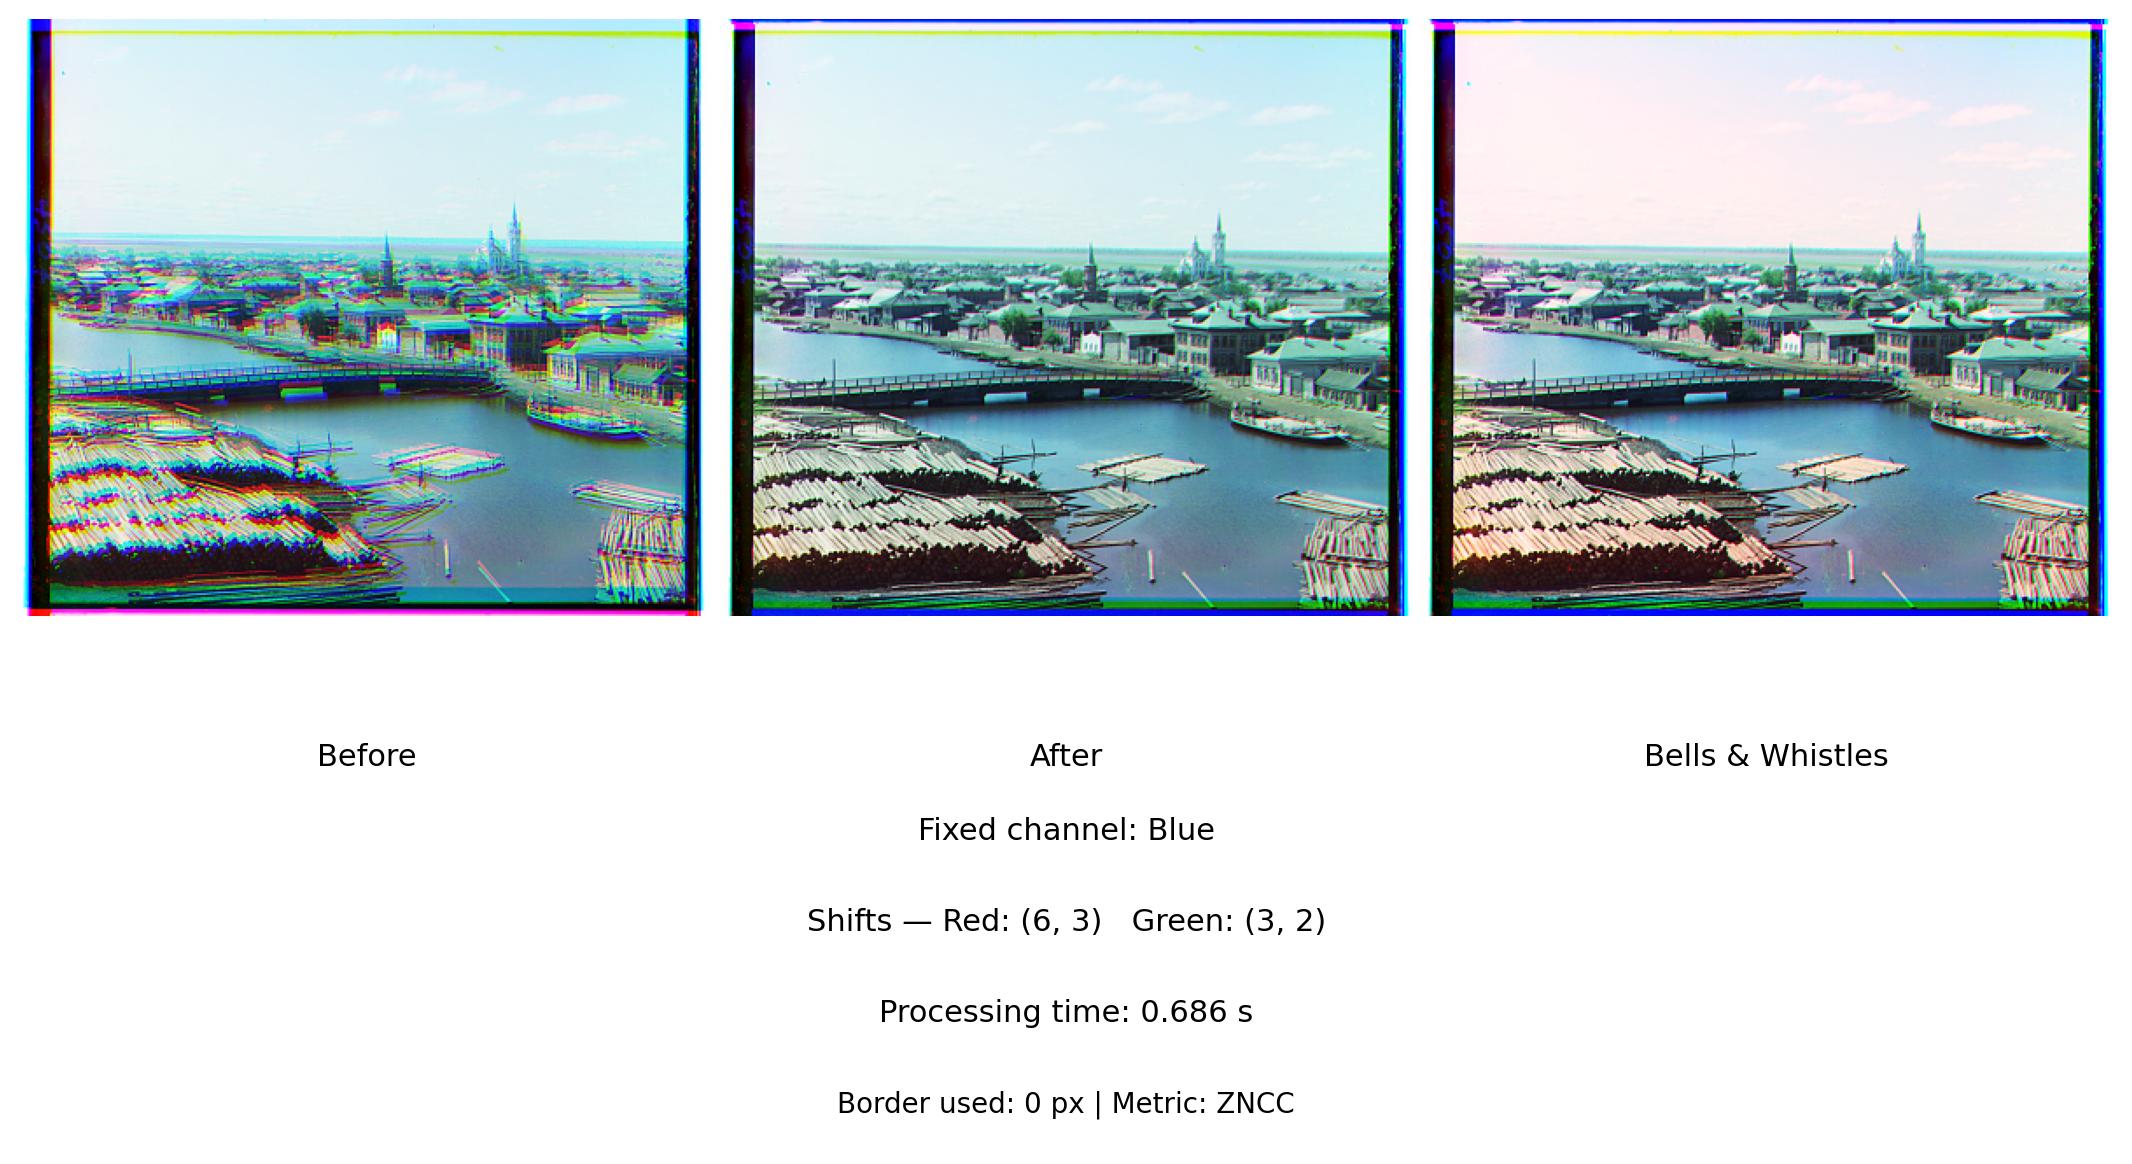 Before
After
Bells & Whistles
Fixed channel: Blue
Shifts — Red: (6, 3)   Green: (3, 2)
Processing time: 0.686 s
Border used: 0 px | Metric: ZNCC